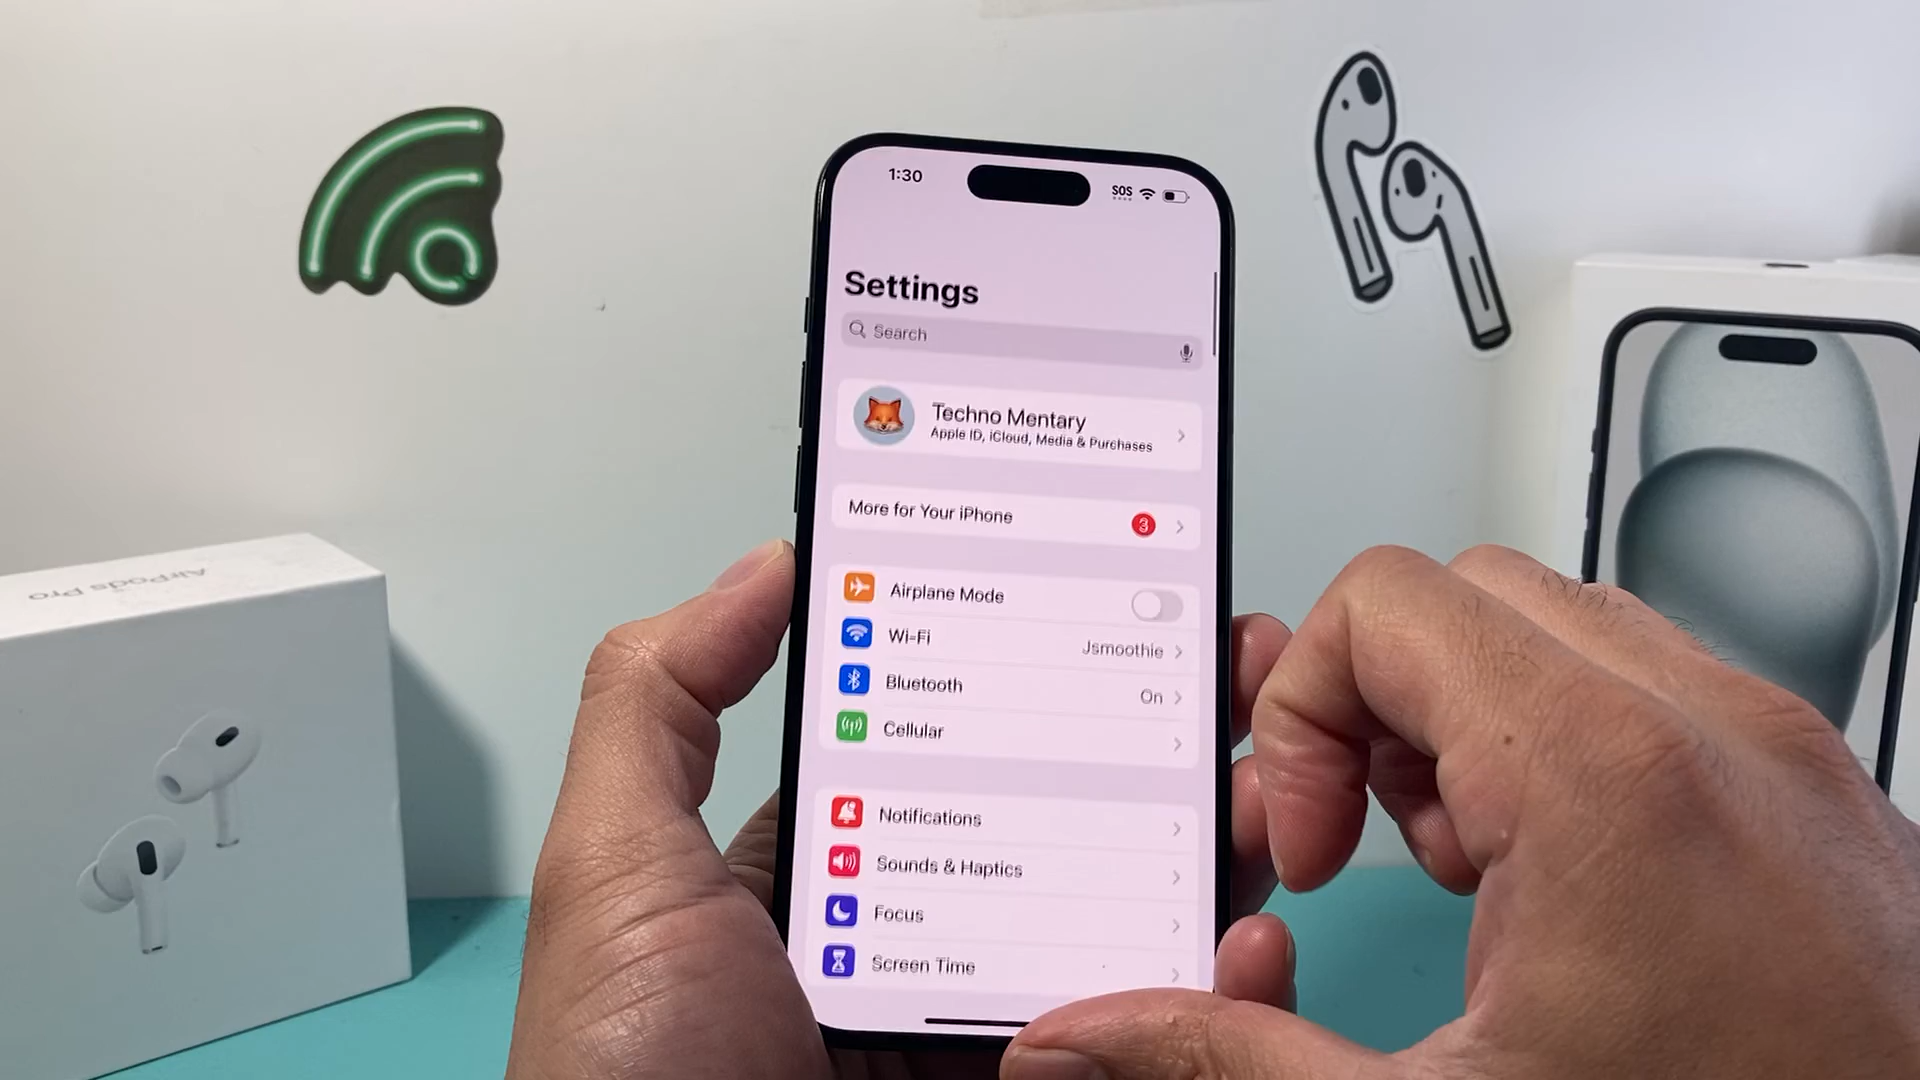 1:30
SOS
Settings
Search
Techno Mentary
Apple ID, iCloud, Media & Purchases
More for Your iPhone
3
Airplane Mode
Wi-Fi
Jsmoothie
Bluetooth
On
Cellular
Notifications
Sounds & Haptics
Focus
Screen Time
AirPods Pro